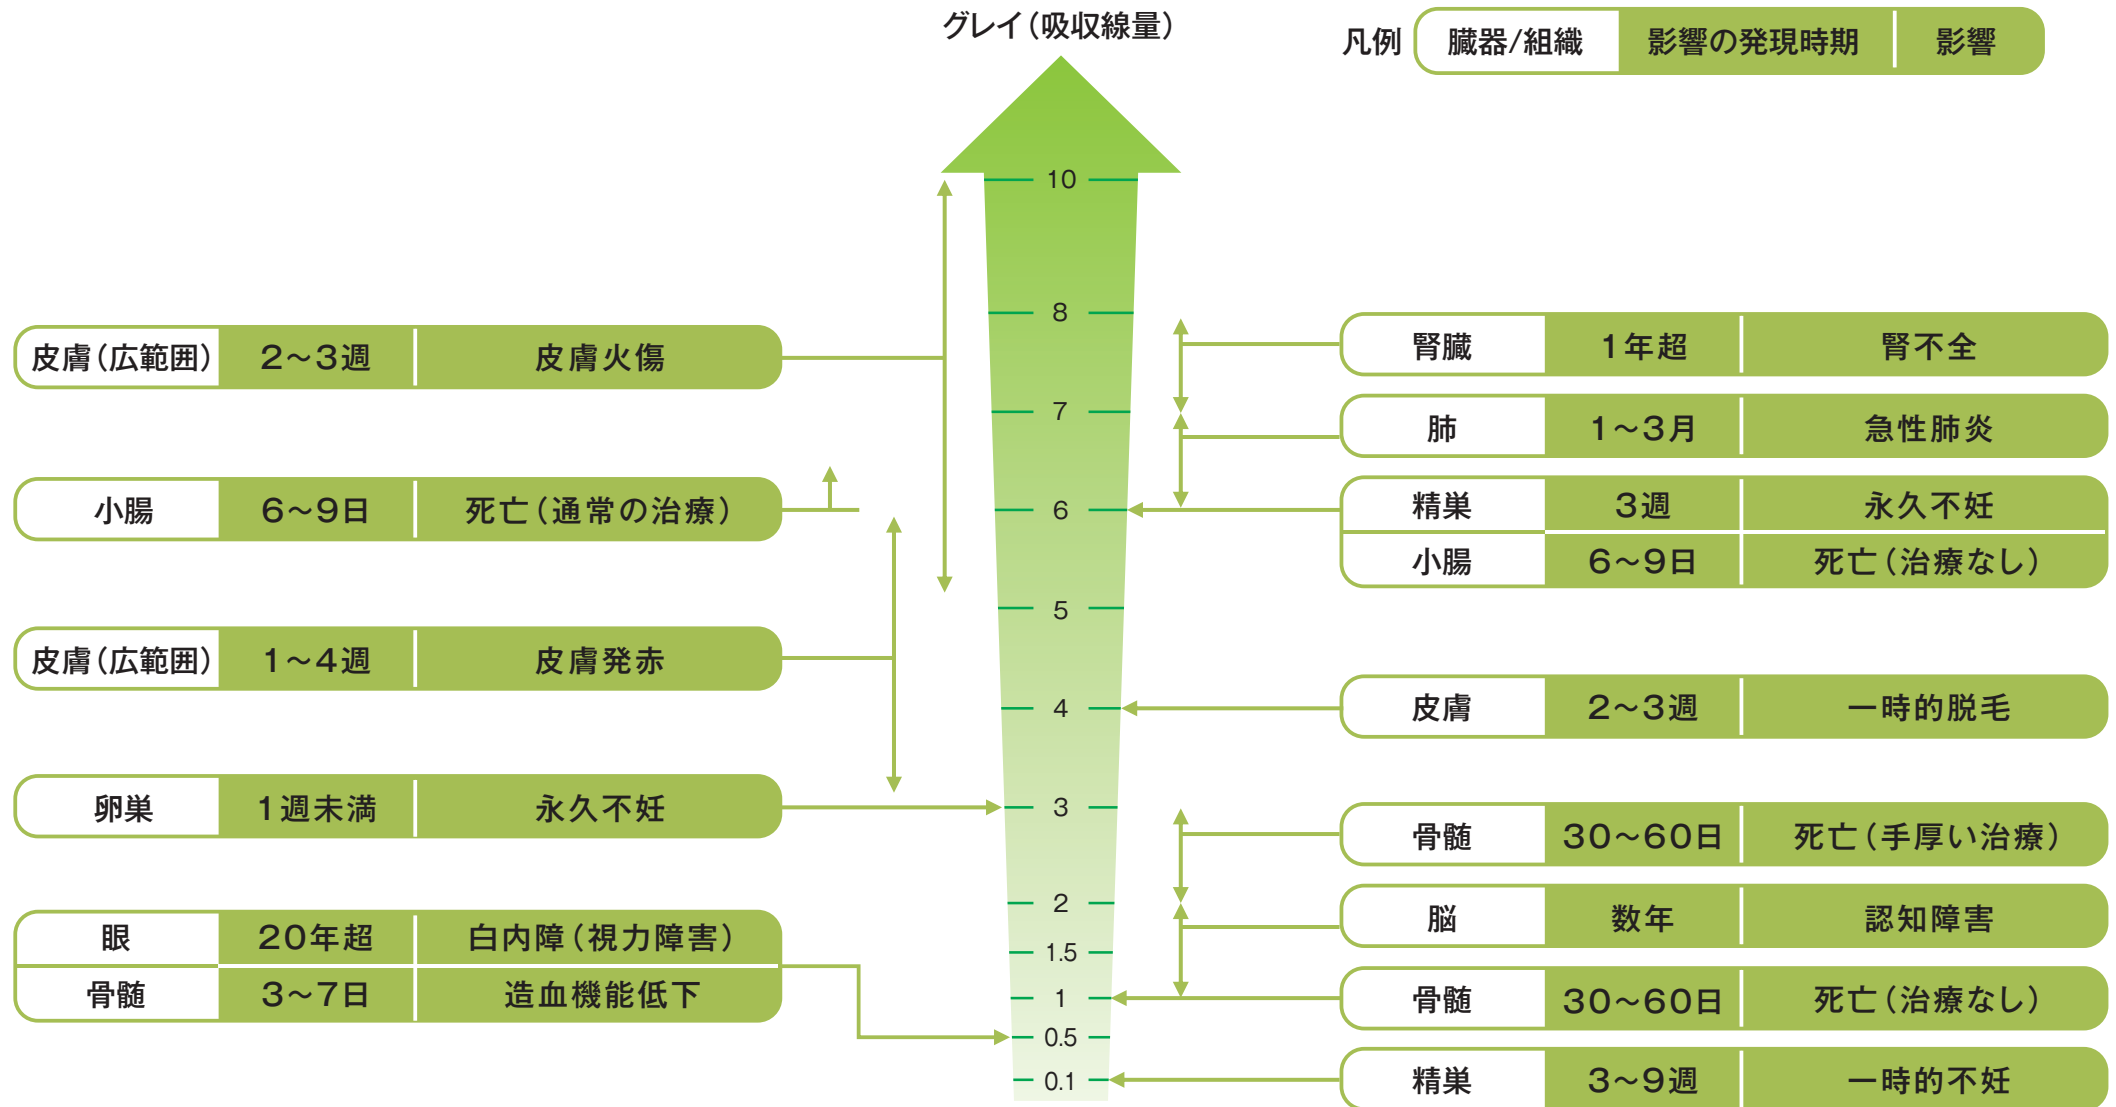 グレイ（吸収線量）
凡例 臓器/組織 影響の発現時期 影響
10
8
7
6
5
4
3
2
1.5
1
0.5
0.1
皮膚（広範囲） 2～3週 皮膚火傷
小腸 6～9日 死亡（通常の治療）
皮膚（広範囲） 1～4週 皮膚発赤
卵巣 1週未満 永久不妊
眼 20年超 白内障（視力障害）
骨髄 3～7日 造血機能低下
腎臓 1年超 腎不全
肺 1～3月 急性肺炎
精巣 3週 永久不妊
小腸 6～9日 死亡（治療なし）
皮膚 2～3週 一時的脱毛
骨髄 30～60日 死亡（手厚い治療）
脳 数年 認知障害
骨髄 30～60日 死亡（治療なし）
精巣 3～9週 一時的不妊